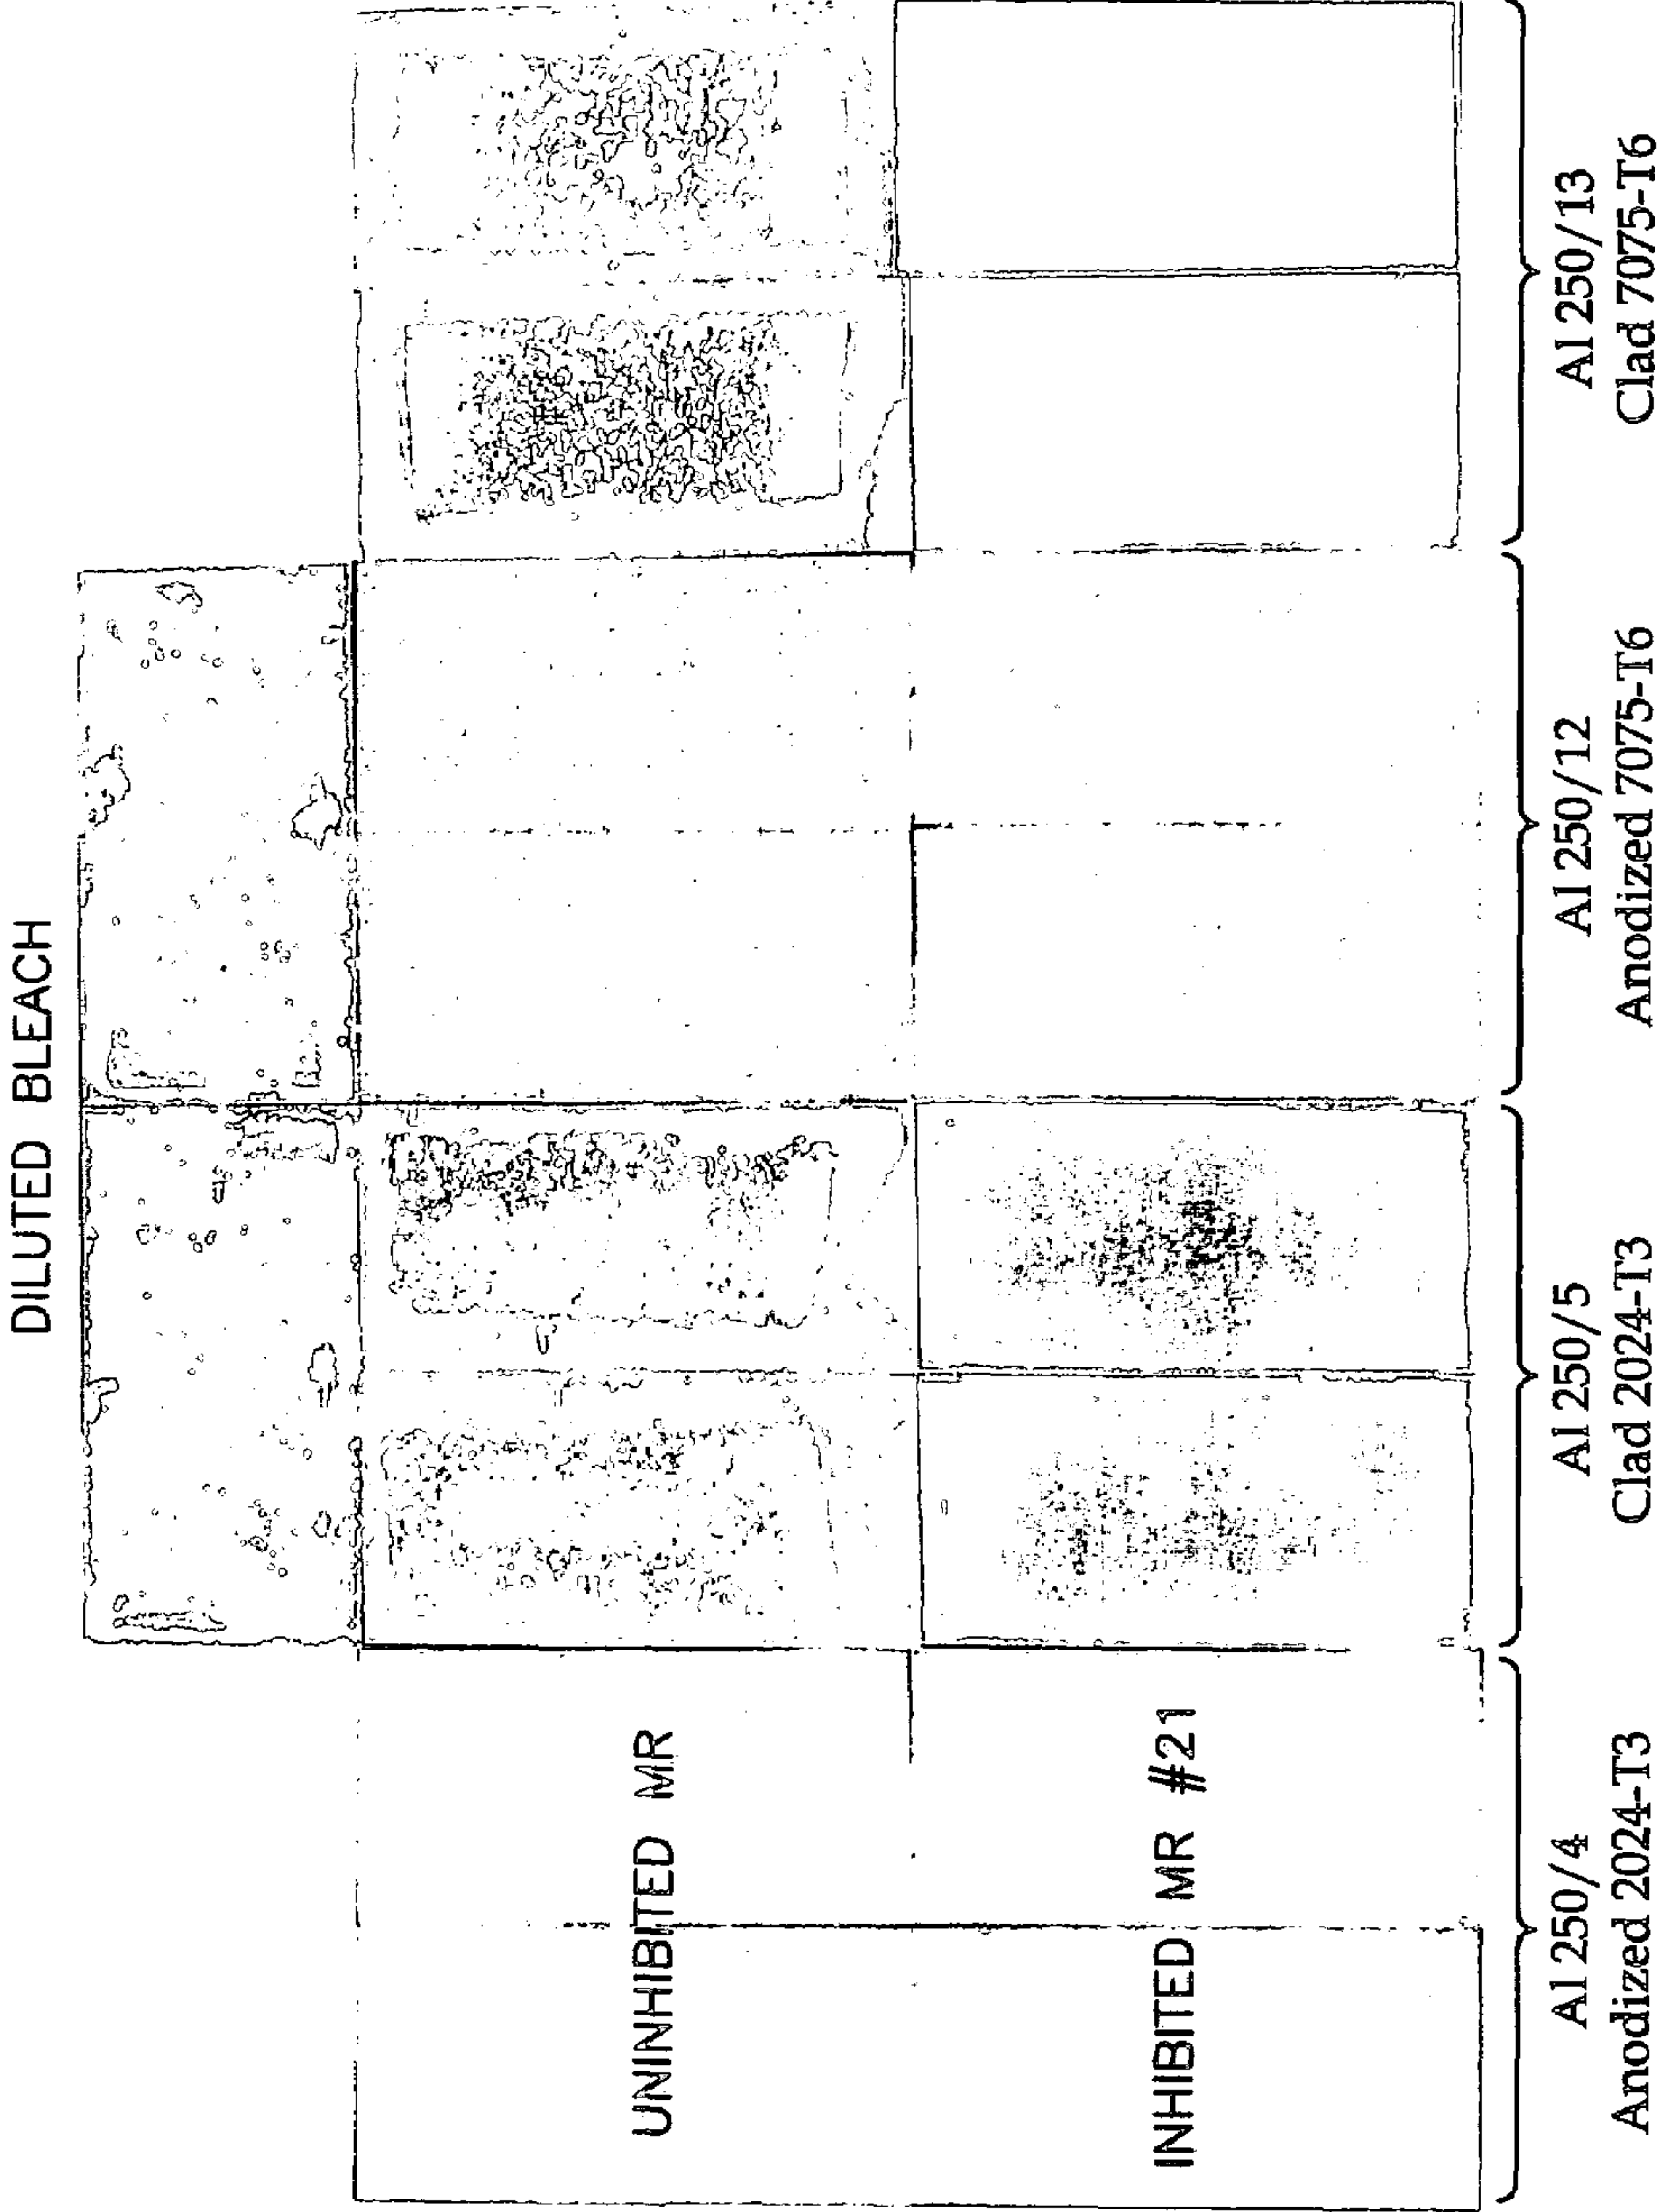 DILUTED BLEACH
UNINHIBITED MR
INHIBITED MR #21
Al 250/4
Anodized 2024-T3
Al 250/5
Clad 2024-T3
Al 250/12
Anodized 7075-T6
Al 250/13
Clad 7075-T6